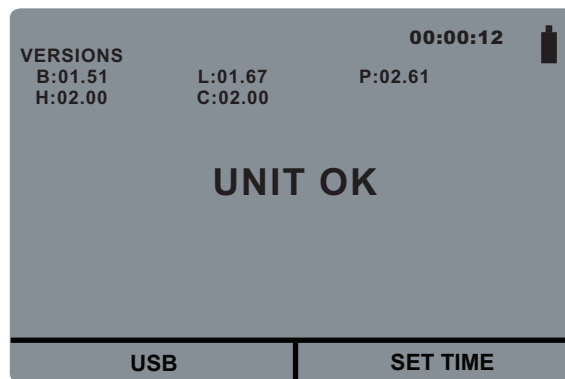 00:00:12
VERSIONS
B:01.51 L:01.67 P:02.61
H:02.00 C:02.00
UNIT OK
USB SET TIME